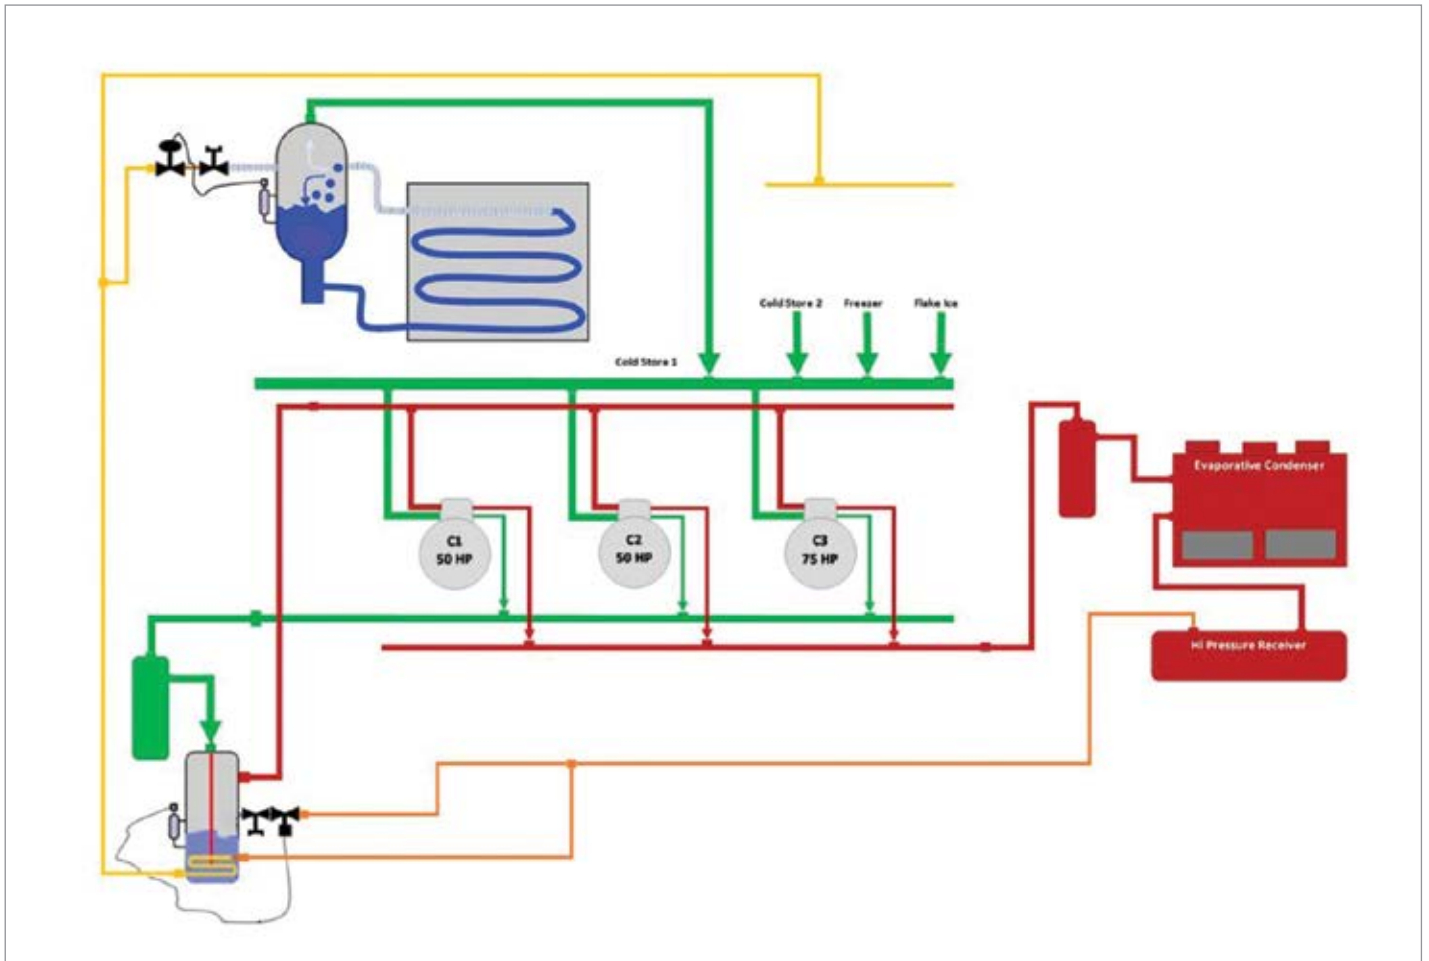 Cold Store 2 Freezer Flake Ice
Cold Store 1
Evaporative Condenser
C1
50 HP
C2
50 HP
C3
75 HP
Hi Pressure Receiver